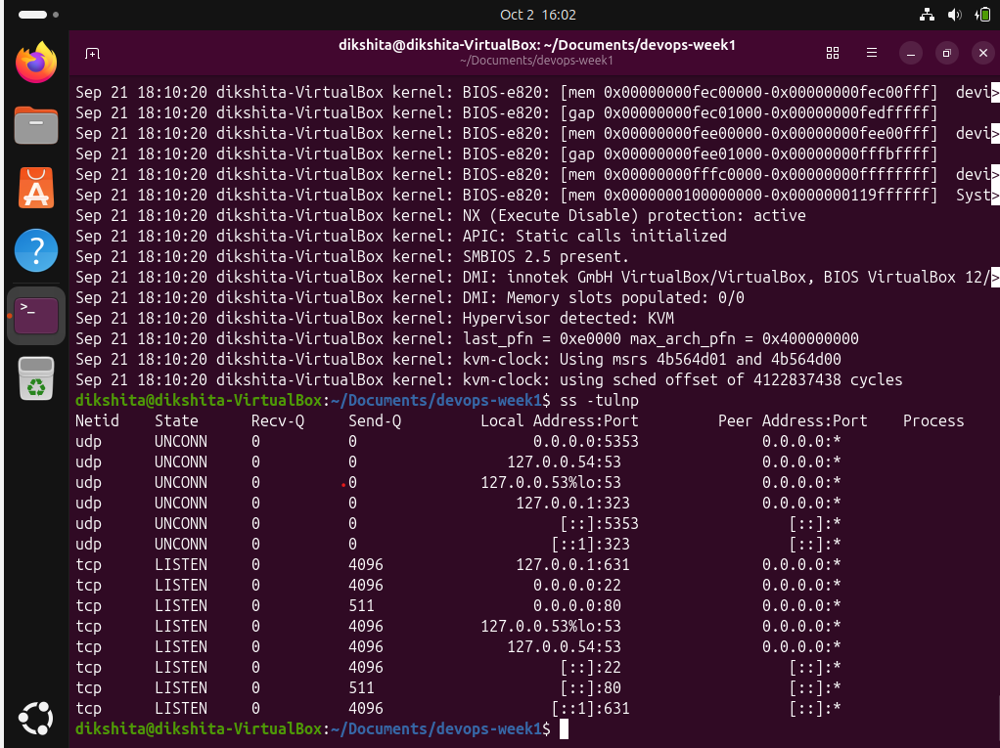 Oct 2 16:02
dikshita@dikshita-VirtualBox: ~/Documents/devops-week1
~/Documents/devops-week1
Sep 21 18:10:20 dikshita-VirtualBox kernel: BIOS-e820: [mem 0x00000000fec00000-0x00000000fec00fff]  devi>
Sep 21 18:10:20 dikshita-VirtualBox kernel: BIOS-e820: [gap 0x00000000fec01000-0x00000000fedfffff]
Sep 21 18:10:20 dikshita-VirtualBox kernel: BIOS-e820: [mem 0x00000000fee00000-0x00000000fee00fff]  devi>
Sep 21 18:10:20 dikshita-VirtualBox kernel: BIOS-e820: [gap 0x00000000fee01000-0x00000000fffbffff]
Sep 21 18:10:20 dikshita-VirtualBox kernel: BIOS-e820: [mem 0x00000000fffc0000-0x00000000ffffffff]  devi>
Sep 21 18:10:20 dikshita-VirtualBox kernel: BIOS-e820: [mem 0x0000000100000000-0x0000000119ffffff]  Syst>
Sep 21 18:10:20 dikshita-VirtualBox kernel: NX (Execute Disable) protection: active
Sep 21 18:10:20 dikshita-VirtualBox kernel: APIC: Static calls initialized
Sep 21 18:10:20 dikshita-VirtualBox kernel: SMBIOS 2.5 present.
Sep 21 18:10:20 dikshita-VirtualBox kernel: DMI: innotek GmbH VirtualBox/VirtualBox, BIOS VirtualBox 12/>
Sep 21 18:10:20 dikshita-VirtualBox kernel: DMI: Memory slots populated: 0/0
Sep 21 18:10:20 dikshita-VirtualBox kernel: Hypervisor detected: KVM
Sep 21 18:10:20 dikshita-VirtualBox kernel: last_pfn = 0xe0000 max_arch_pfn = 0x400000000
Sep 21 18:10:20 dikshita-VirtualBox kernel: kvm-clock: Using msrs 4b564d01 and 4b564d00
Sep 21 18:10:20 dikshita-VirtualBox kernel: kvm-clock: using sched offset of 4122837438 cycles
dikshita@dikshita-VirtualBox:~/Documents/devops-week1$ ss -tulnp
Netid State Recv-Q Send-Q Local Address:Port Peer Address:Port Process
udp UNCONN 0 0 0.0.0.0:5353 0.0.0.0:*
udp UNCONN 0 0 127.0.0.54:53 0.0.0.0:*
udp UNCONN 0 0 127.0.0.53%lo:53 0.0.0.0:*
udp UNCONN 0 0 127.0.0.1:323 0.0.0.0:*
udp UNCONN 0 0 [::]:5353 [::]:*
udp UNCONN 0 0 [::1]:323 [::]:*
tcp LISTEN 0 4096 127.0.0.1:631 0.0.0.0:*
tcp LISTEN 0 4096 0.0.0.0:22 0.0.0.0:*
tcp LISTEN 0 511 0.0.0.0:80 0.0.0.0:*
tcp LISTEN 0 4096 127.0.0.53%lo:53 0.0.0.0:*
tcp LISTEN 0 4096 127.0.0.54:53 0.0.0.0:*
tcp LISTEN 0 4096 [::]:22 [::]:*
tcp LISTEN 0 511 [::]:80 [::]:*
tcp LISTEN 0 4096 [::1]:631 [::]:*
dikshita@dikshita-VirtualBox:~/Documents/devops-week1$